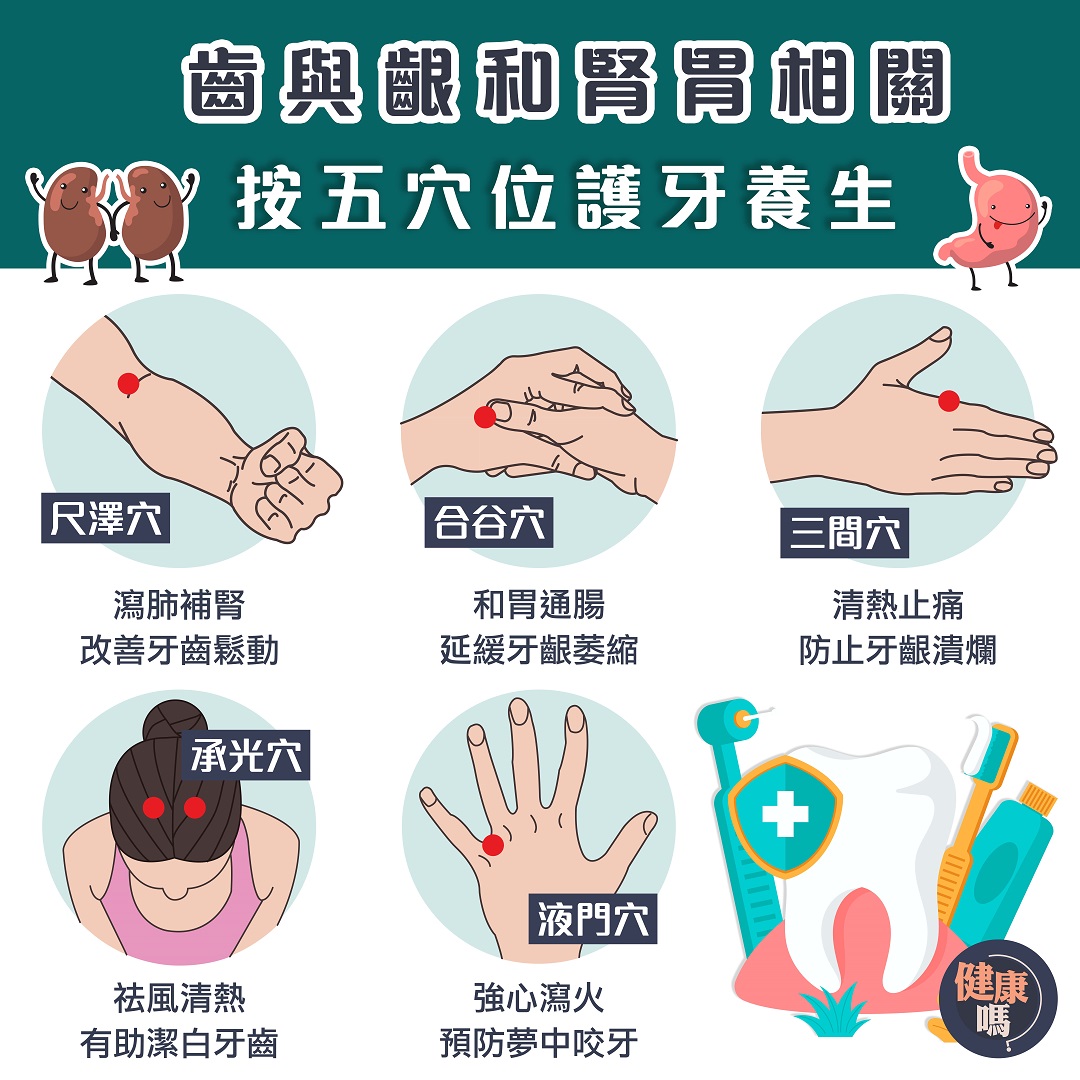 齒與齦和腎胃相關
按五穴位護牙養生
尺澤穴
瀉肺補腎
改善牙齒鬆動
合谷穴
和胃通腸
延緩牙齦萎縮
三間穴
清熱止痛
防止牙齦潰爛
承光穴
祛風清熱
有助潔白牙齒
液門穴
強心瀉火
預防夢中咬牙
健康
嗎?